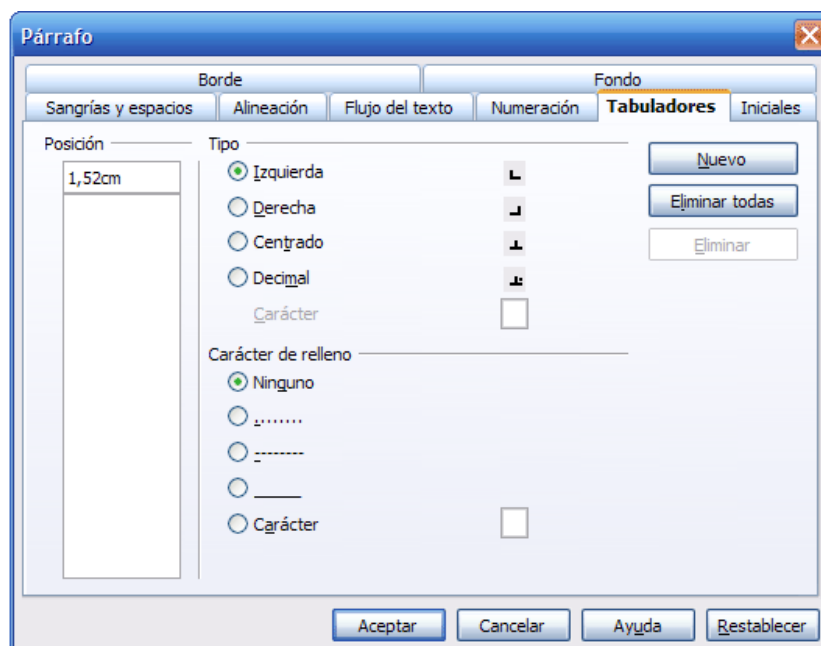 Párrafo
Borde Fondo
Sangrías y espacios Alineación Flujo del texto Numeración Tabuladores Iniciales
Posición Tipo
1,52cm
Izquierda
Derecha
Centrado
Decimal
Carácter
Nuevo
Eliminar todas
Eliminar
Carácter de relleno
Ninguno
........
--------
______
Carácter
Aceptar Cancelar Ayuda Restablecer